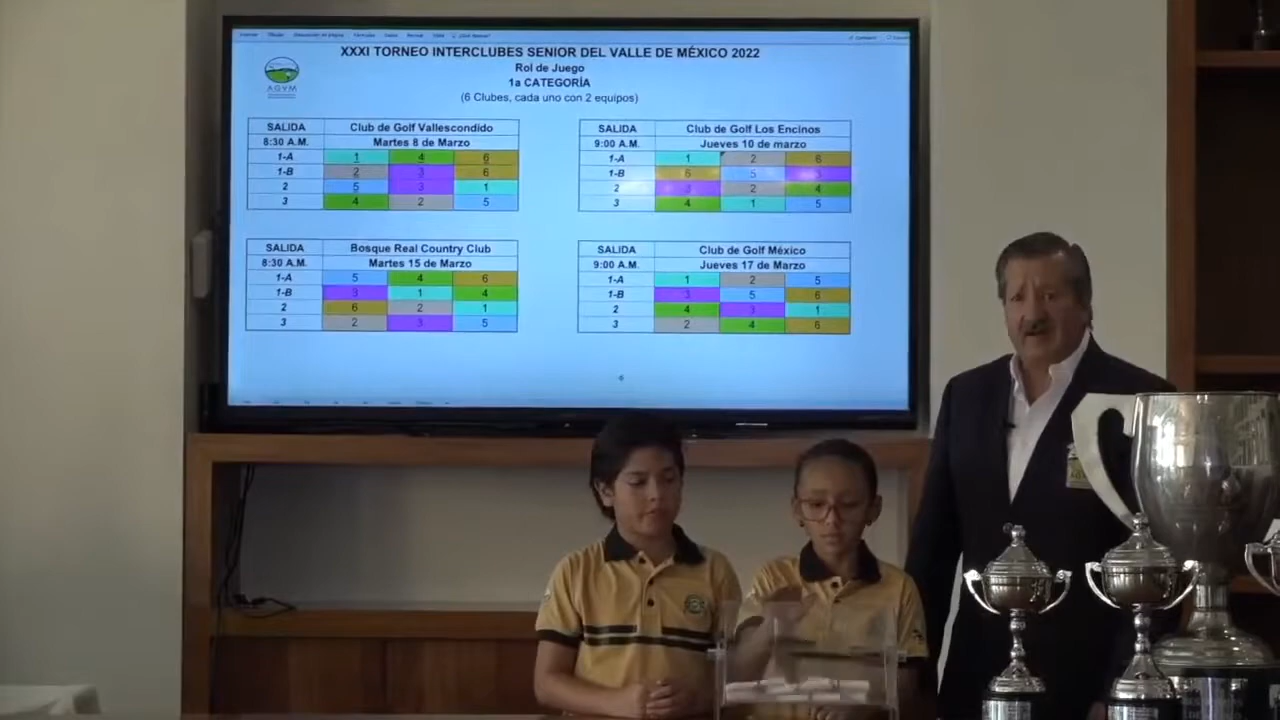 XXXI TORNEO INTERCLUBES SENIOR DEL VALLE DE MÉXICO 2022
Rol de Juego
1a CATEGORÍA
(6 Clubes, cada uno con 2 equipos)
AGVM
SALIDA Club de Golf Vallescondido
8:30 A.M. Martes 8 de Marzo
1-A 1 4 6
1-B 2 3 6
2 5 3 1
3 4 2 5
SALIDA Club de Golf Los Encinos
9:00 A.M. Jueves 10 de marzo
1-A 1 2 6
1-B 6 5 3
2 3 2 4
3 4 1 5
SALIDA Bosque Real Country Club
8:30 A.M. Martes 15 de Marzo
1-A 5 4 6
1-B 3 1 4
2 6 2 1
3 2 3 5
SALIDA Club de Golf México
9:00 A.M. Jueves 17 de Marzo
1-A 1 2 5
1-B 3 5 6
2 4 3 1
3 2 4 6